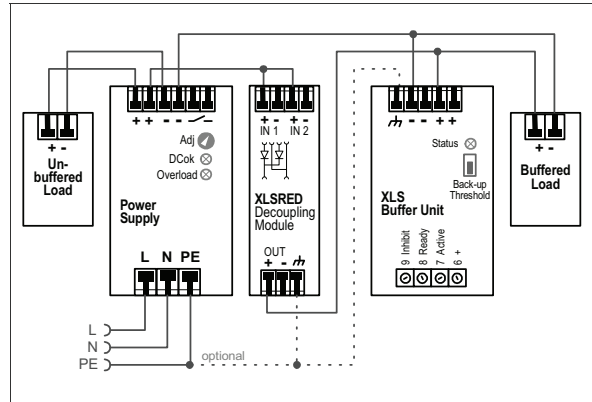 + -
Un-
buffered
Load
+ + - -
Adj
DCok
Overload
Power
Supply
L N PE
+ - + -
IN 1 IN 2
XLSRED
Decoupling
Module
OUT
+ -
- - + +
Status
Back-up
Threshold
XLS
Buffer Unit
9 Inhibit
8 Ready
7 Active
6 +
+ -
Buffered
Load
L
N
PE
optional